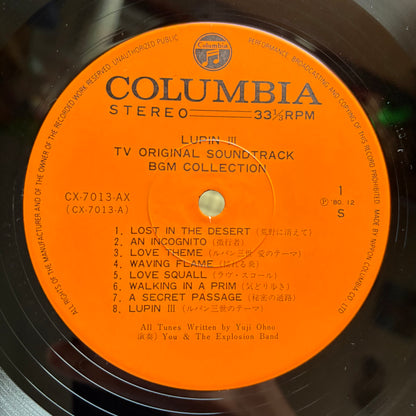 ALL RIGHTS OF THE MANUFACTURER AND OF THE OWNER OF THE RECORDED WORK RESERVED. UNAUTHORIZED PUBLIC PERFORMANCE, BROADCASTING AND COPYING OF THIS RECORD PROHIBITED. MADE BY NIPPON COLUMBIA CO. LTD.
Columbia
COLUMBIA
STEREO 33⅓RPM
LUPIN III
TV ORIGINAL SOUNDTRACK
BGM COLLECTION
CX-7013-AX
(CX-7013-A)
1
Ⓟ '80. 12
S
1. LOST IN THE DESERT (荒野に消えて)
2. AN INCOGNITO (微行者)
3. LOVE THEME (ルパン三世 愛のテーマ)
4. WAVING FLAME (揺れる炎)
5. LOVE SQUALL (ラヴ・スコール)
6. WALKING IN A PRIM (気どり歩き)
7. A SECRET PASSAGE (秘密の通路)
8. LUPIN III (ルパン三世のテーマ)
All Tunes Written by Yuji Ohno
(演奏) You & The Explosion Band